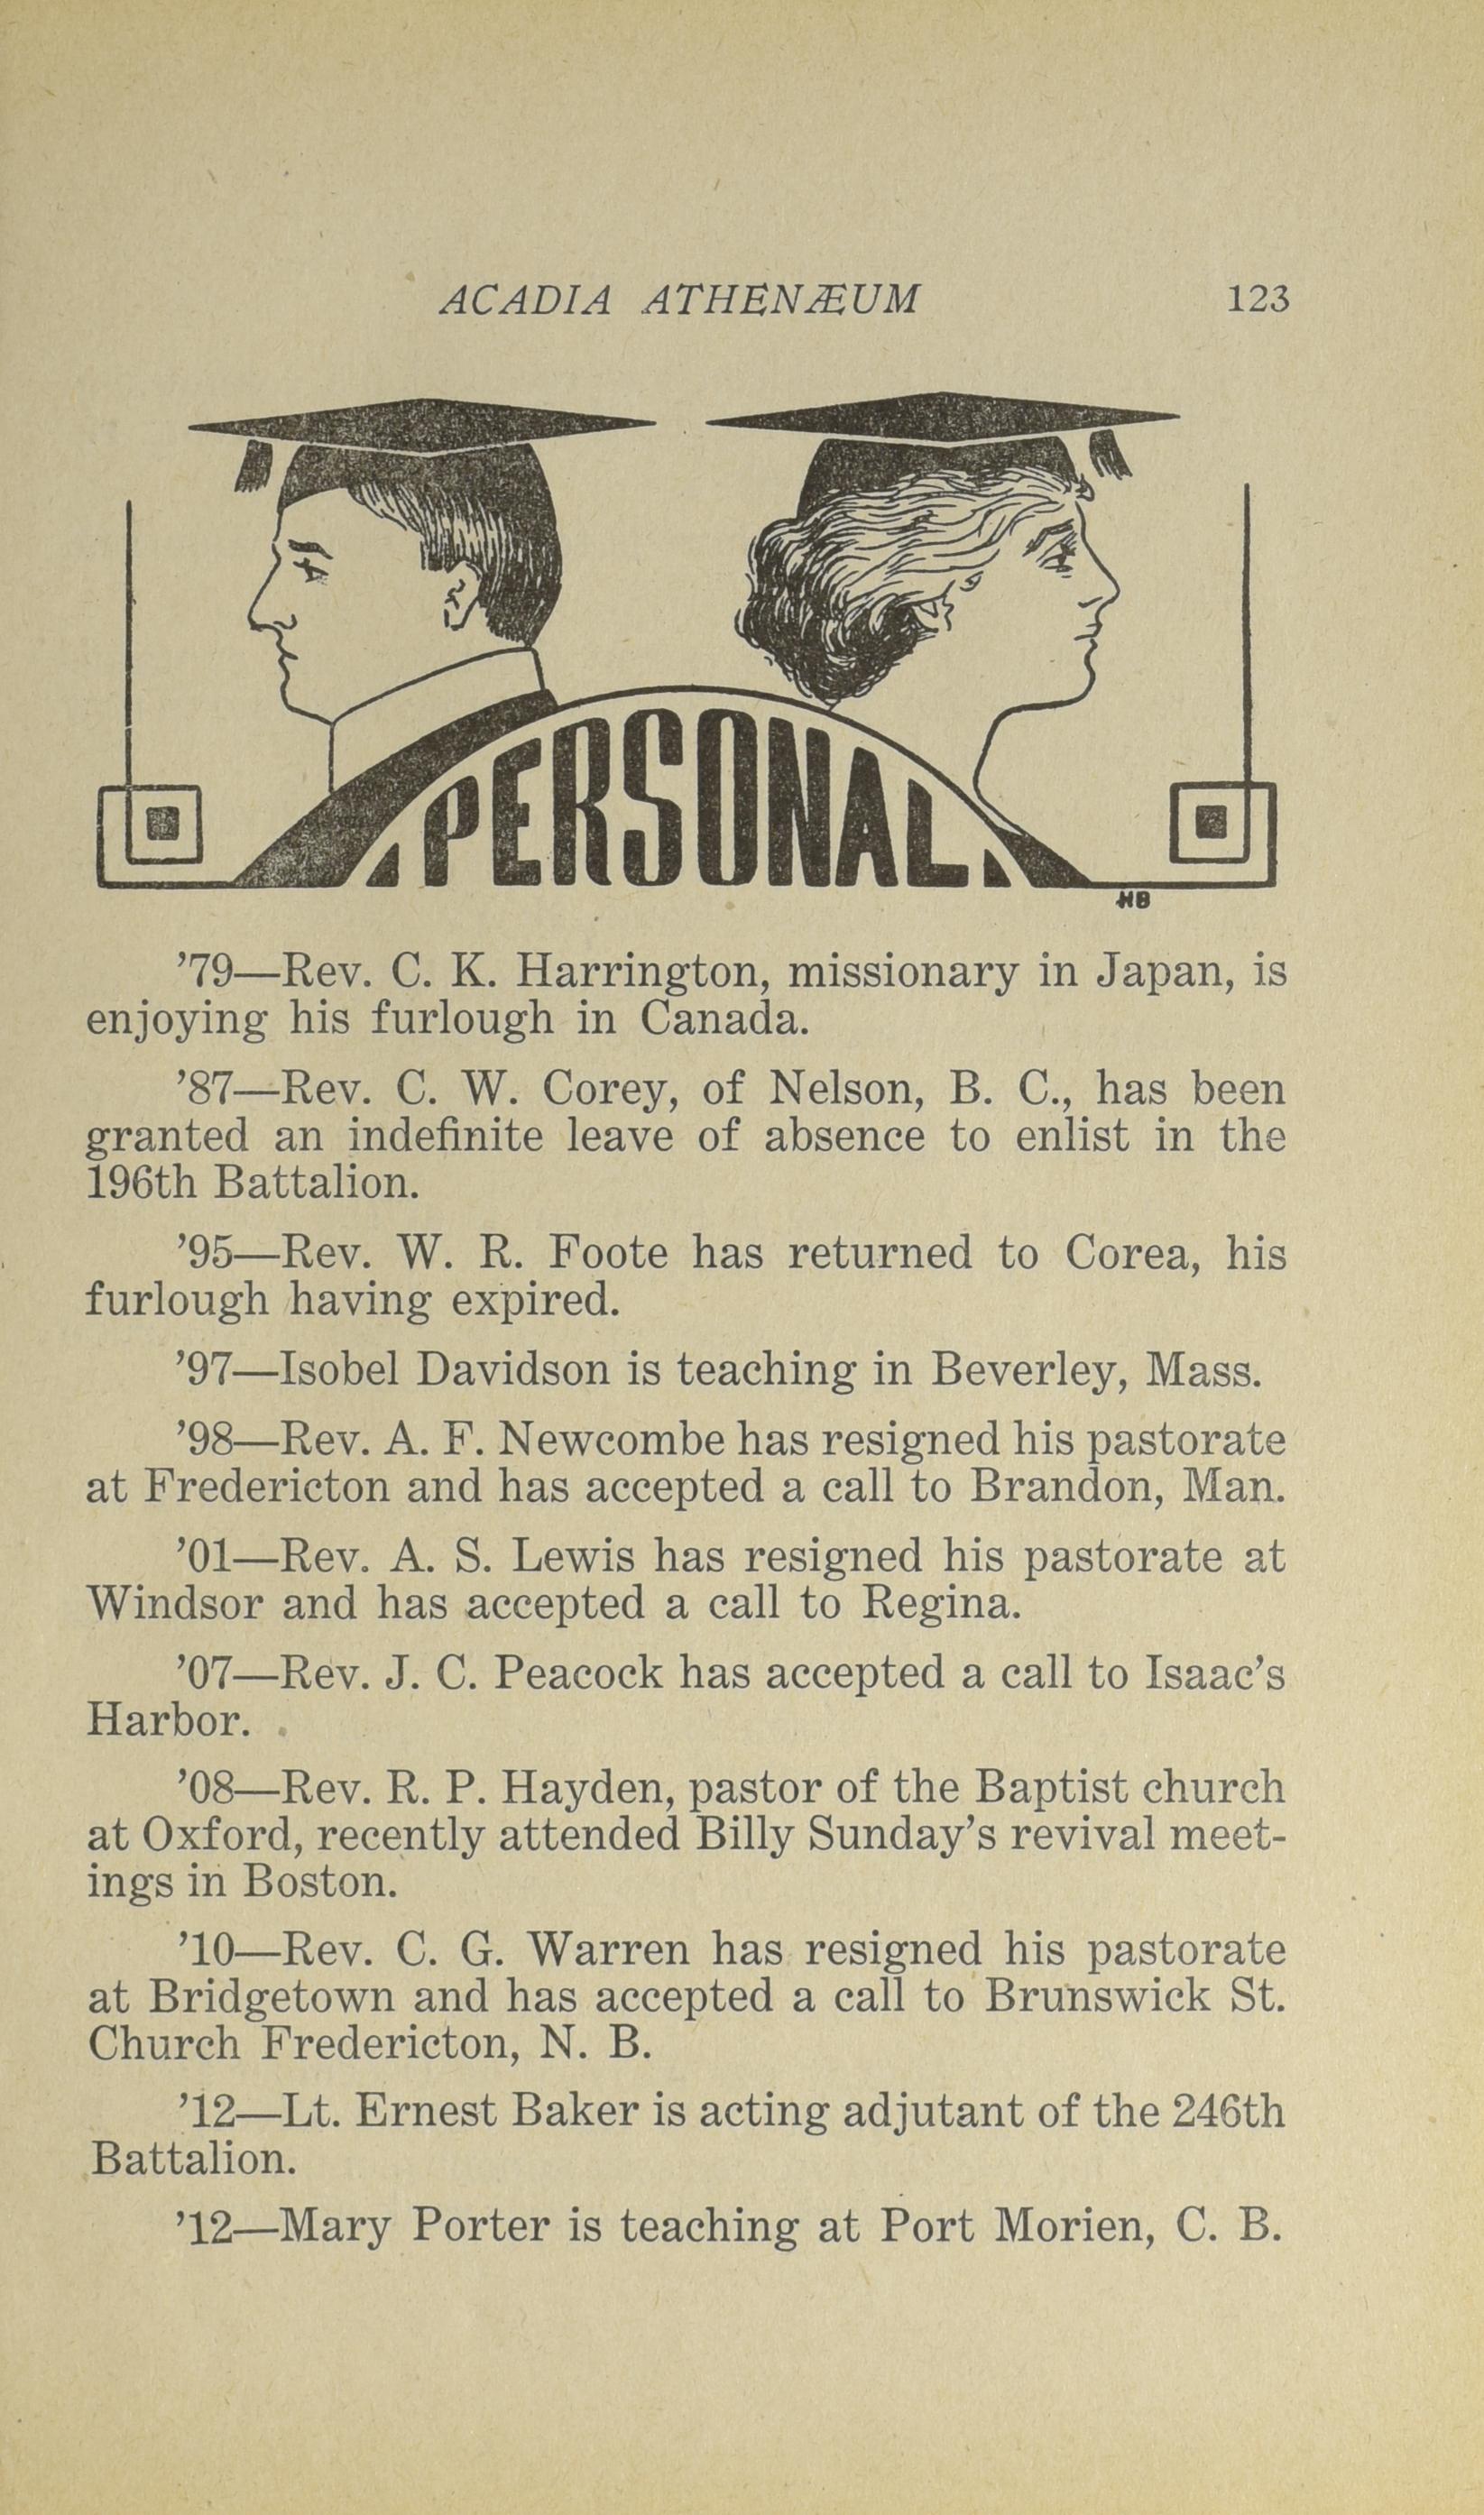 ACADIA ATHENÆUM 123
PERSONAL
HB
’79—Rev. C. K. Harrington, missionary in Japan, is
enjoying his furlough in Canada.
’87—Rev. C. W. Corey, of Nelson, B. C., has been
granted an indefinite leave of absence to enlist in the
196th Battalion.
’95—Rev. W. R. Foote has returned to Corea, his
furlough having expired.
’97—Isobel Davidson is teaching in Beverley, Mass.
’98—Rev. A. F. Newcombe has resigned his pastorate
at Fredericton and has accepted a call to Brandon, Man.
’01—Rev. A. S. Lewis has resigned his pastorate at
Windsor and has accepted a call to Regina.
’07—Rev. J. C. Peacock has accepted a call to Isaac’s
Harbor.
’08—Rev. R. P. Hayden, pastor of the Baptist church
at Oxford, recently attended Billy Sunday’s revival meet-
ings in Boston.
’10—Rev. C. G. Warren has resigned his pastorate
at Bridgetown and has accepted a call to Brunswick St.
Church Fredericton, N. B.
’12—Lt. Ernest Baker is acting adjutant of the 246th
Battalion.
’12—Mary Porter is teaching at Port Morien, C. B.